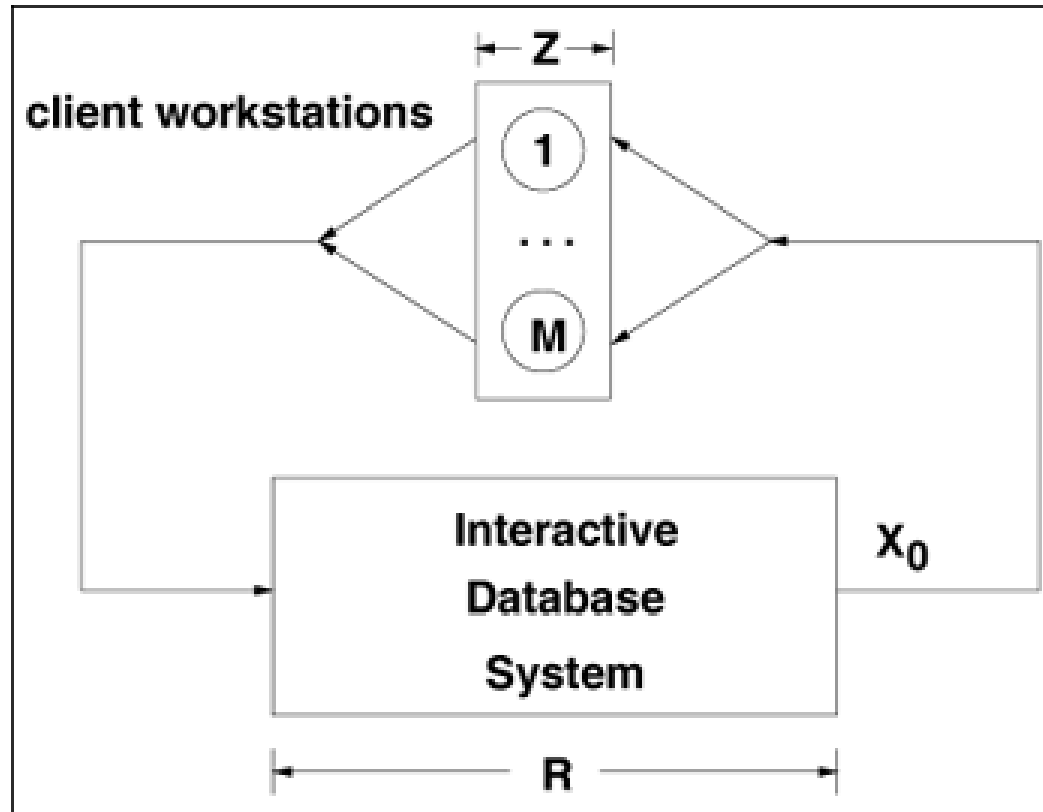 Z
client workstations
1
...
M
Interactive
Database
System
X0
R